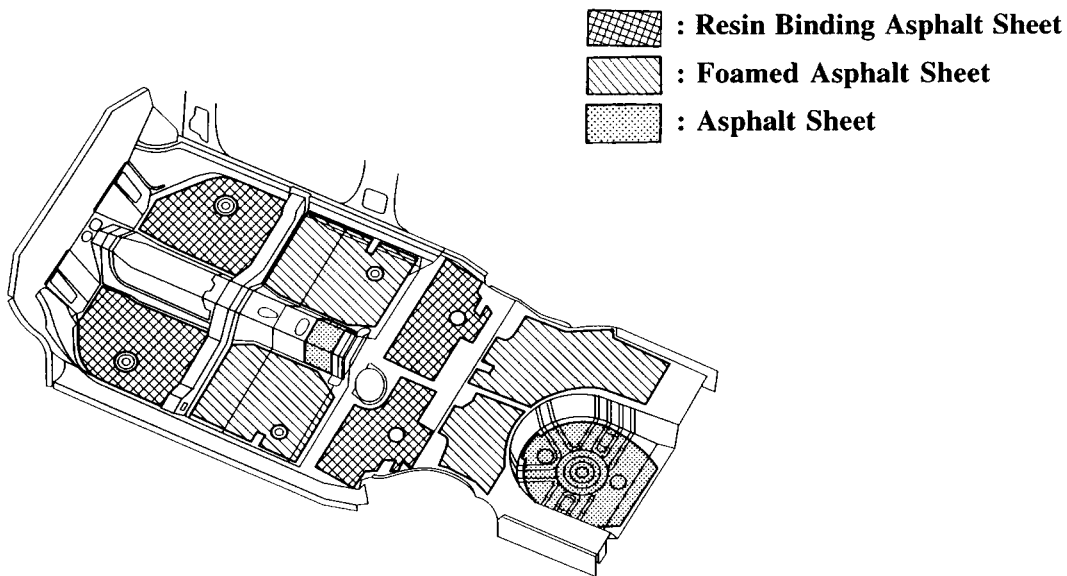 : Resin Binding Asphalt Sheet
: Foamed Asphalt Sheet
: Asphalt Sheet